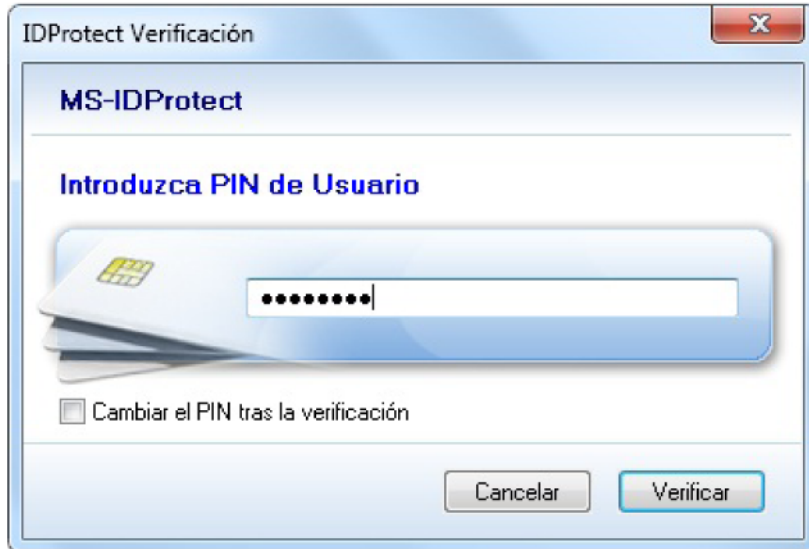 IDProtect Verificación
MS-IDProtect
Introduzca PIN de Usuario
●●●●●●●●
Cambiar el PIN tras la verificación
Cancelar
Verificar